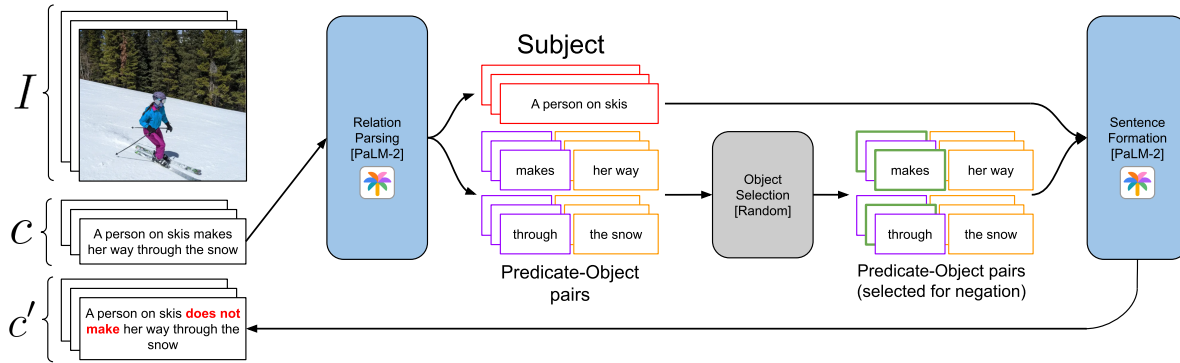 I
c
A person on skis makes
her way through the snow
c′
A person on skis does not
make her way through the
snow
Relation
Parsing
[PaLM-2]
Subject
A person on skis
makes
her way
through
the snow
Predicate-Object
pairs
Object
Selection
[Random]
makes
her way
through
the snow
Predicate-Object pairs
(selected for negation)
Sentence
Formation
[PaLM-2]